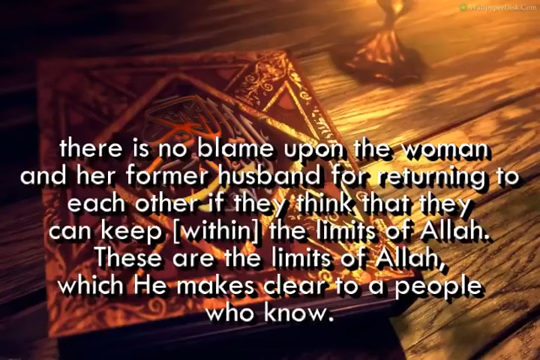 WallpapersDisk.Com
there is no blame upon the woman
and her former husband for returning to
each other if they think that they
can keep [within] the limits of Allah.
These are the limits of Allah,
which He makes clear to a people
who know.